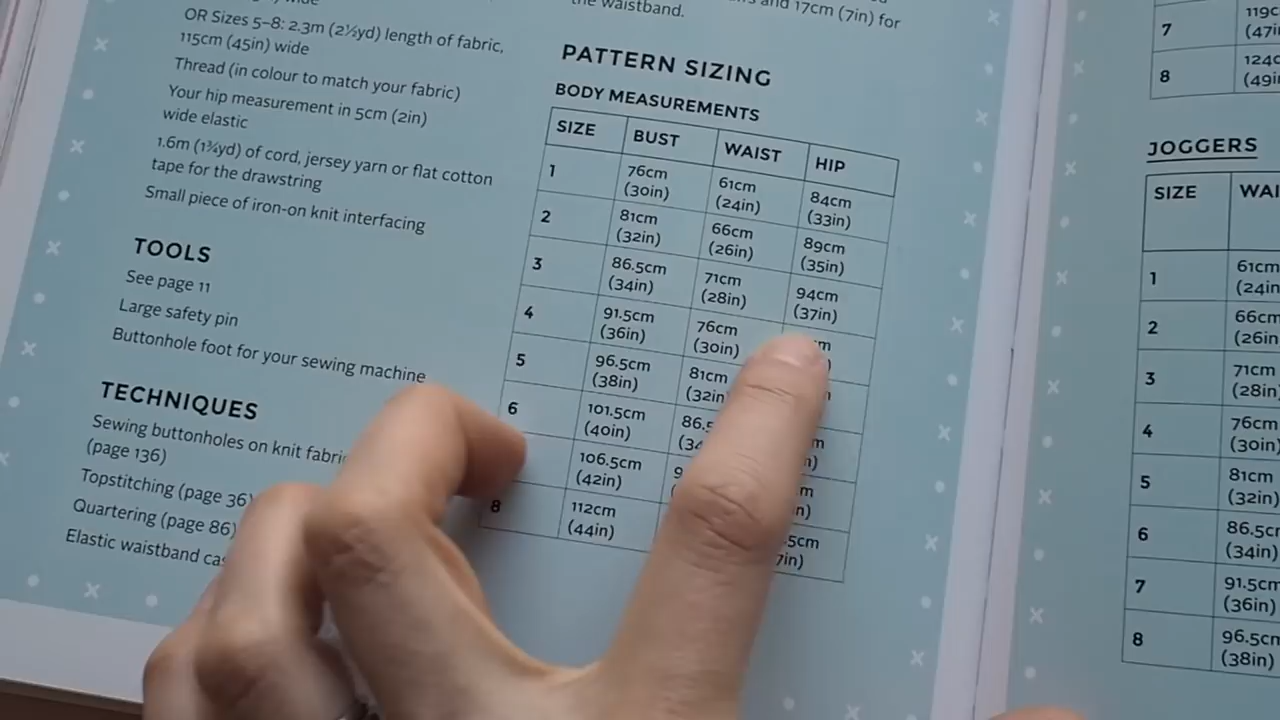 OR Sizes 5–8: 2.3m (2½yd) length of fabric,
115cm (45in) wide
Thread (in colour to match your fabric)
Your hip measurement in 5cm (2in)
wide elastic
1.6m (1¾yd) of cord, jersey yarn or flat cotton
tape for the drawstring
Small piece of iron-on knit interfacing
TOOLS
See page 11
Large safety pin
Buttonhole foot for your sewing machine
TECHNIQUES
Sewing buttonholes on knit
(page 136)
Topstitching (page 36)
Quartering (page 86)
Elastic waistband
and 17cm (7in) for
the waistband.
PATTERN SIZING
BODY MEASUREMENTS
SIZE BUST WAIST HIP
1 76cm (30in) 61cm (24in) 84cm (33in)
2 81cm (32in) 66cm (26in) 89cm (35in)
3 86.5cm (34in) 71cm (28in) 94cm (37in)
4 91.5cm (36in) 76cm (30in)
5 96.5cm (38in) 81cm (32in
6 101.5cm (40in) 86.5
106.5cm (42in)
8 112cm (44in)
7
8
JOGGERS
SIZE
1 61cm (24in
2 66cm (26in
3 71cm (28in
4 76cm (30in
5 81cm (32in
6 86.5c (34in
7 91.5c (36in
8 96.5c (38in